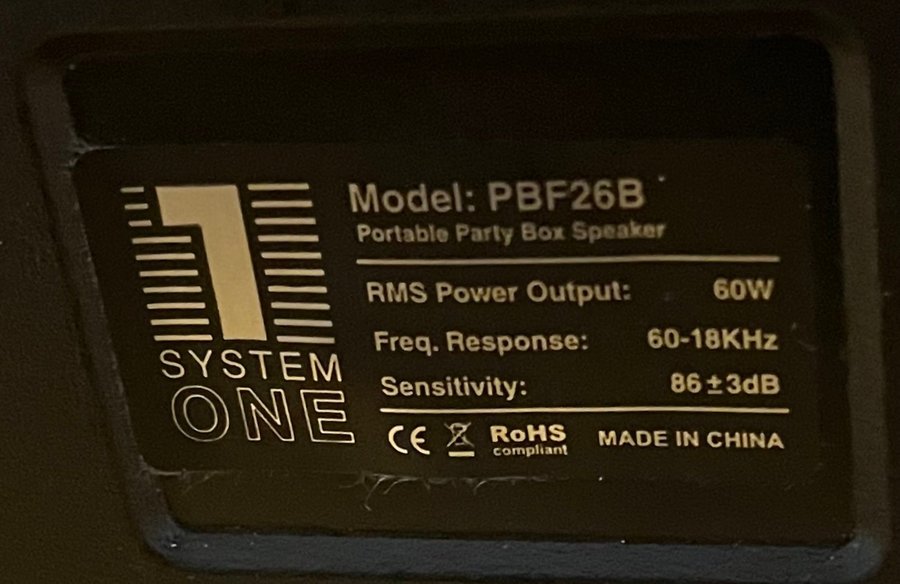 1
SYSTEM
ONE
Model: PBF26B
Portable Party Box Speaker
RMS Power Output: 60W
Freq. Response: 60-18KHz
Sensitivity: 86±3dB
CE RoHS compliant MADE IN CHINA